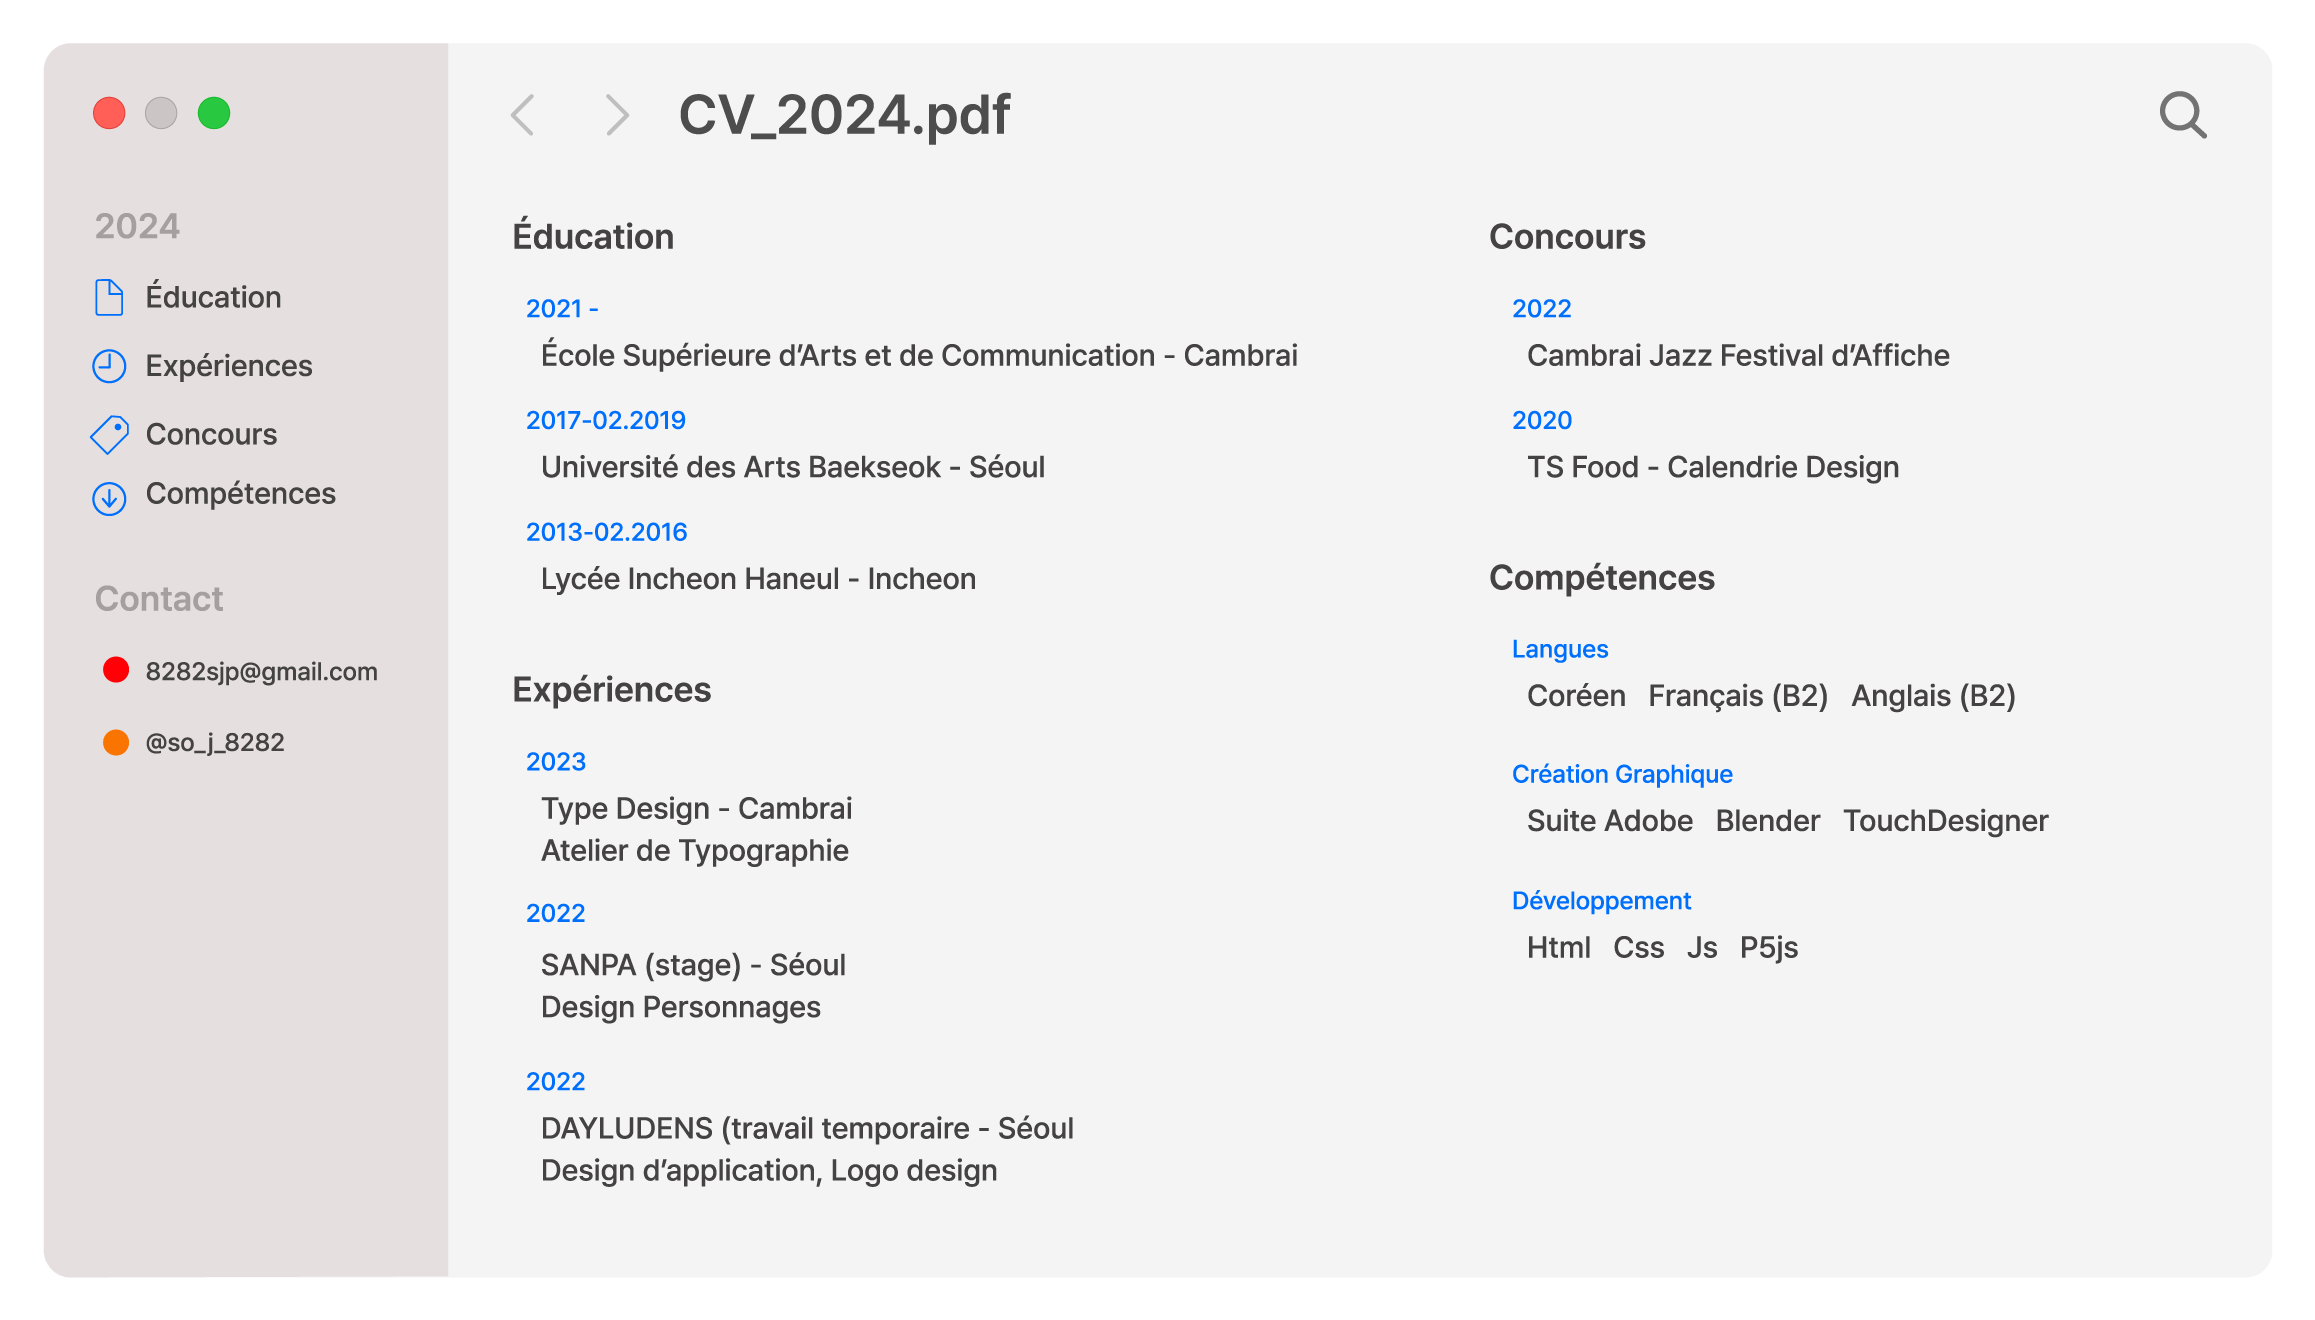 CV_2024.pdf
2024
Éducation
Expériences
Concours
Compétences
Contact
8282sjp@gmail.com
@so_j_8282
Éducation
2021 -
École Supérieure d’Arts et de Communication - Cambrai
2017-02.2019
Université des Arts Baekseok - Séoul
2013-02.2016
Lycée Incheon Haneul - Incheon
Expériences
2023
Type Design - Cambrai
Atelier de Typographie
2022
SANPA (stage) - Séoul
Design Personnages
2022
DAYLUDENS (travail temporaire - Séoul
Design d’application, Logo design
Concours
2022
Cambrai Jazz Festival d’Affiche
2020
TS Food - Calendrie Design
Compétences
Langues
Coréen Français (B2) Anglais (B2)
Création Graphique
Suite Adobe Blender TouchDesigner
Développement
Html Css Js P5js